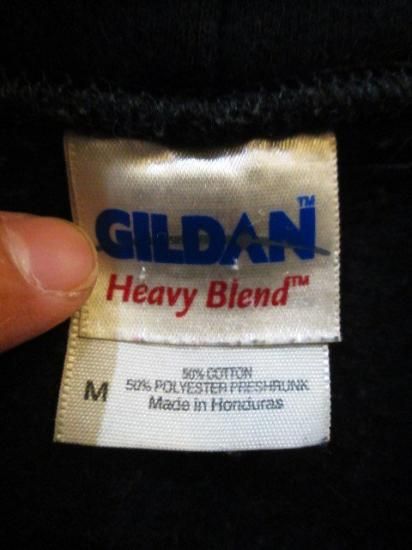 GILDAN™
Heavy Blend™
50% COTTON
M 50% POLYESTER PRESHRUNK
Made in Honduras